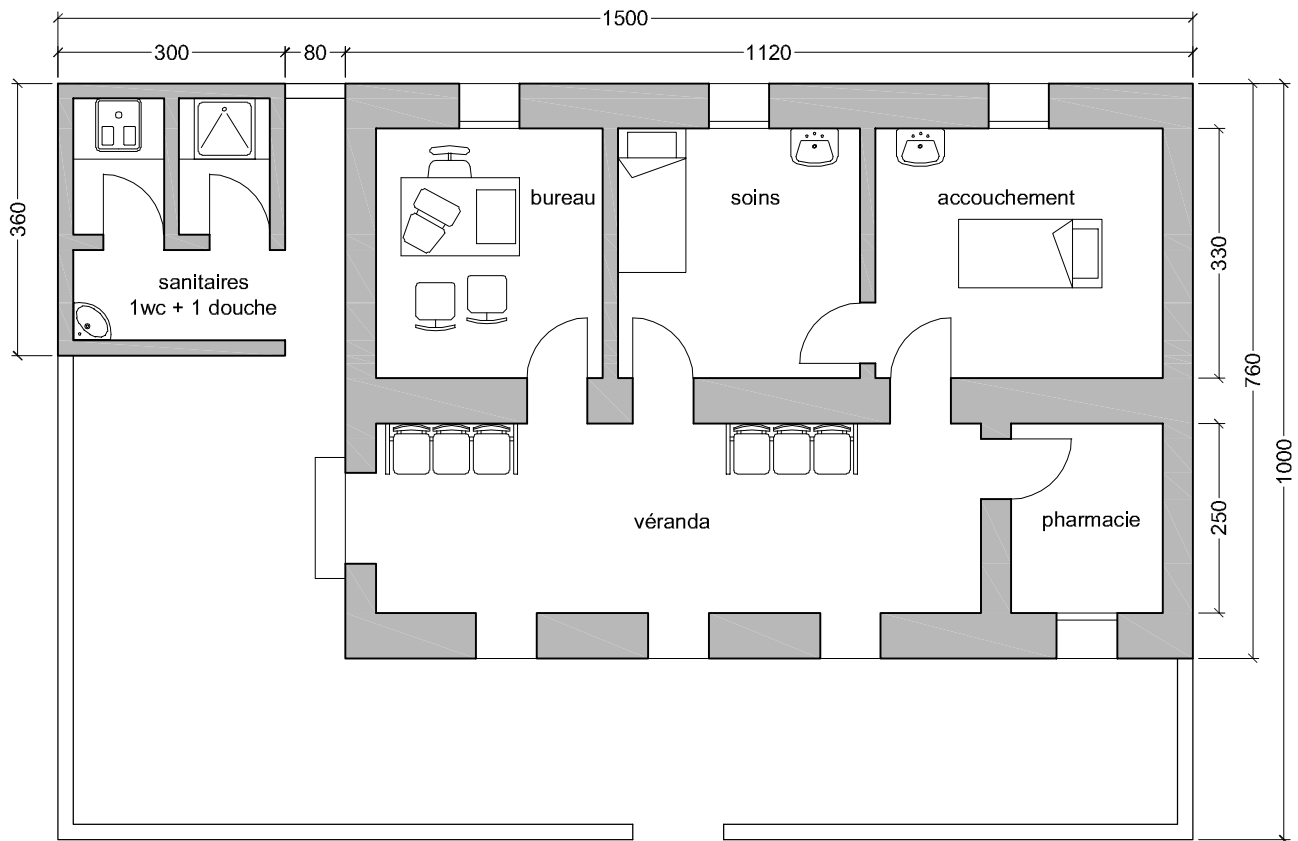 1500
300
80
1120
360
bureau
soins
accouchement
sanitaires
1wc + 1 douche
330
760
1000
250
véranda
pharmacie